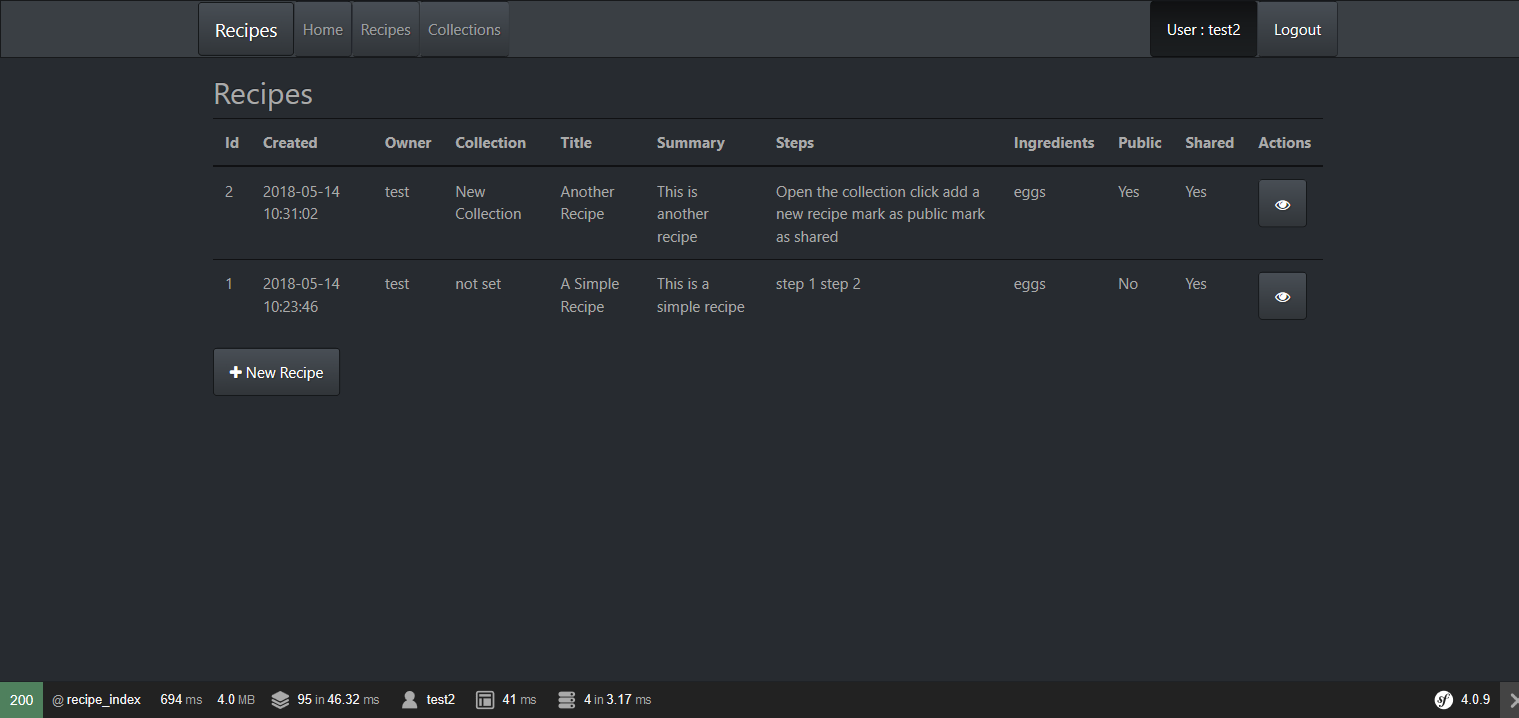 Recipes Home Recipes Collections User : test2 Logout
Recipes
Id Created Owner Collection Title Summary Steps Ingredients Public Shared Actions
2 2018-05-14 test New Another This is Open the collection click add a eggs Yes Yes
10:31:02 Collection Recipe another new recipe mark as public mark
recipe as shared
1 2018-05-14 test not set A Simple This is a step 1 step 2 eggs No Yes
10:23:46 Recipe simple recipe
New Recipe
200 @ recipe_index 694 ms 4.0 MB 95 in 46.32 ms test2 41 ms 4 in 3.17 ms sf 4.0.9